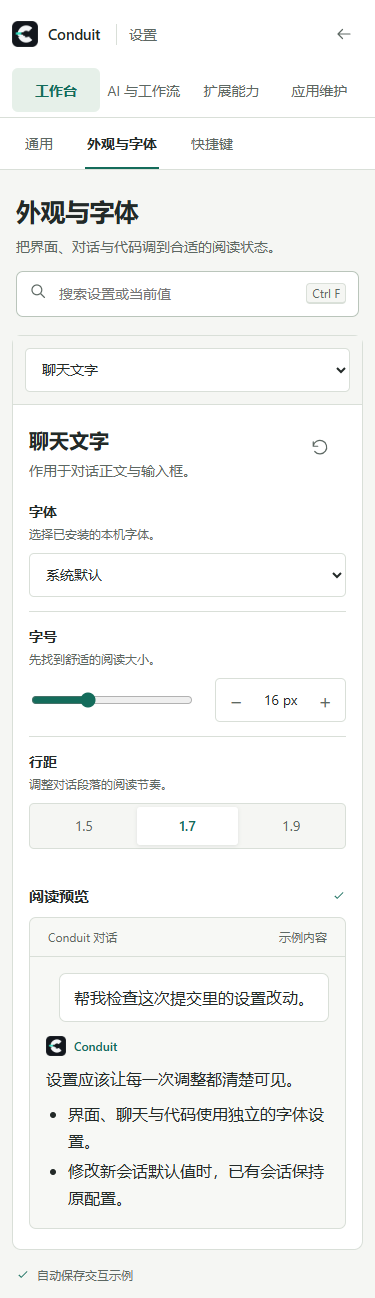 Conduit 设置
工作台 AI 与工作流 扩展能力 应用维护
通用 外观与字体 快捷键
外观与字体
把界面、对话与代码调到合适的阅读状态。
搜索设置或当前值 Ctrl F
聊天文字
聊天文字
作用于对话正文与输入框。
字体
选择已安装的本机字体。
系统默认
字号
先找到舒适的阅读大小。
− 16 px +
行距
调整对话段落的阅读节奏。
1.5 1.7 1.9
阅读预览
Conduit 对话 示例内容
帮我检查这次提交里的设置改动。
Conduit
设置应该让每一次调整都清楚可见。
• 界面、聊天与代码使用独立的字体设
置。
• 修改新会话默认值时，已有会话保持
原配置。
自动保存交互示例